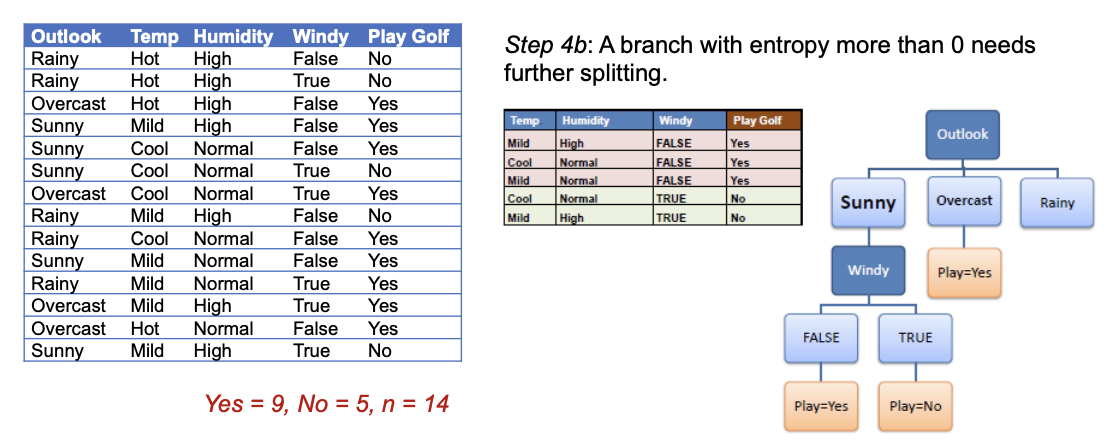 Outlook Temp Humidity Windy Play Golf
Rainy Hot High False No
Rainy Hot High True No
Overcast Hot High False Yes
Sunny Mild High False Yes
Sunny Cool Normal False Yes
Sunny Cool Normal True No
Overcast Cool Normal True Yes
Rainy Mild High False No
Rainy Cool Normal False Yes
Sunny Mild Normal False Yes
Rainy Mild Normal True Yes
Overcast Mild High True Yes
Overcast Hot Normal False Yes
Sunny Mild High True No
Yes = 9, No = 5, n = 14
Step 4b: A branch with entropy more than 0 needs
further splitting.
Temp Humidity Windy Play Golf
Mild High FALSE Yes
Cool Normal FALSE Yes
Mild Normal FALSE Yes
Cool Normal TRUE No
Mild High TRUE No
Outlook
Sunny Overcast Rainy
Windy Play=Yes
FALSE TRUE
Play=Yes Play=No